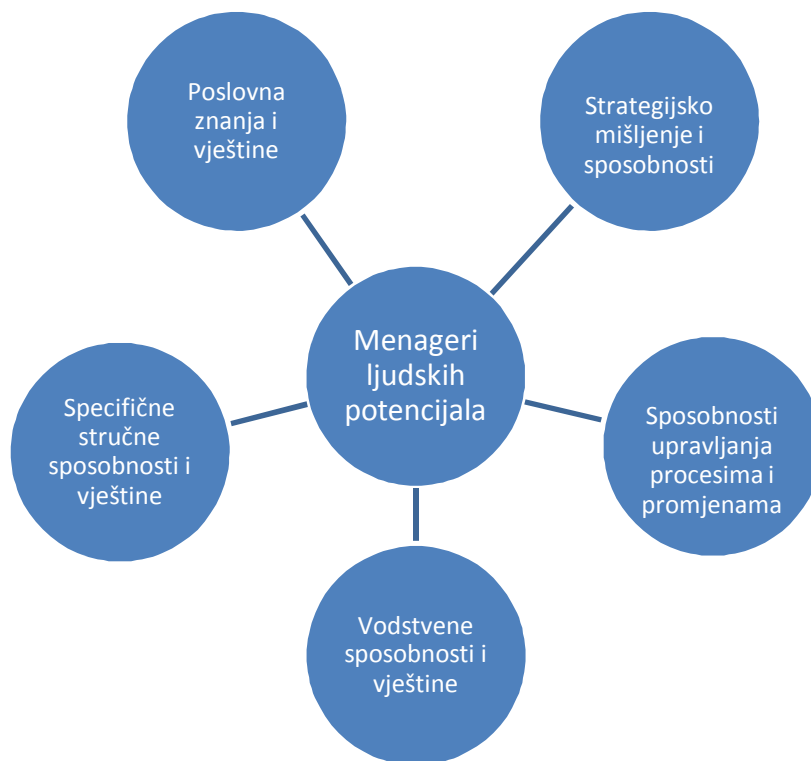 Poslovna
znanja i
vještine
Strategijsko
mišljenje i
sposobnosti
Menageri
ljudskih
potencijala
Specifične
stručne
sposobnosti i
vještine
Sposobnosti
upravljanja
procesima i
promjenama
Vodstvene
sposobnosti i
vještine